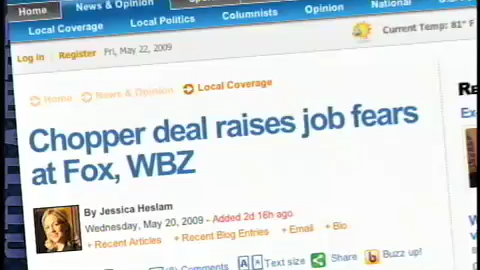 Home News & Opinion
Local Coverage Local Politics Columnists Opinion National
Log in Register Fri, May 22, 2009 Current Temp: 81° F
Home News & Opinion Local Coverage
Chopper deal raises job fears
at Fox, WBZ
By Jessica Heslam
Wednesday, May 20, 2009 - Added 2d 16h ago
+ Recent Articles + Recent Blog Entries + Email + Bio
Comments Text size Share Buzz up!